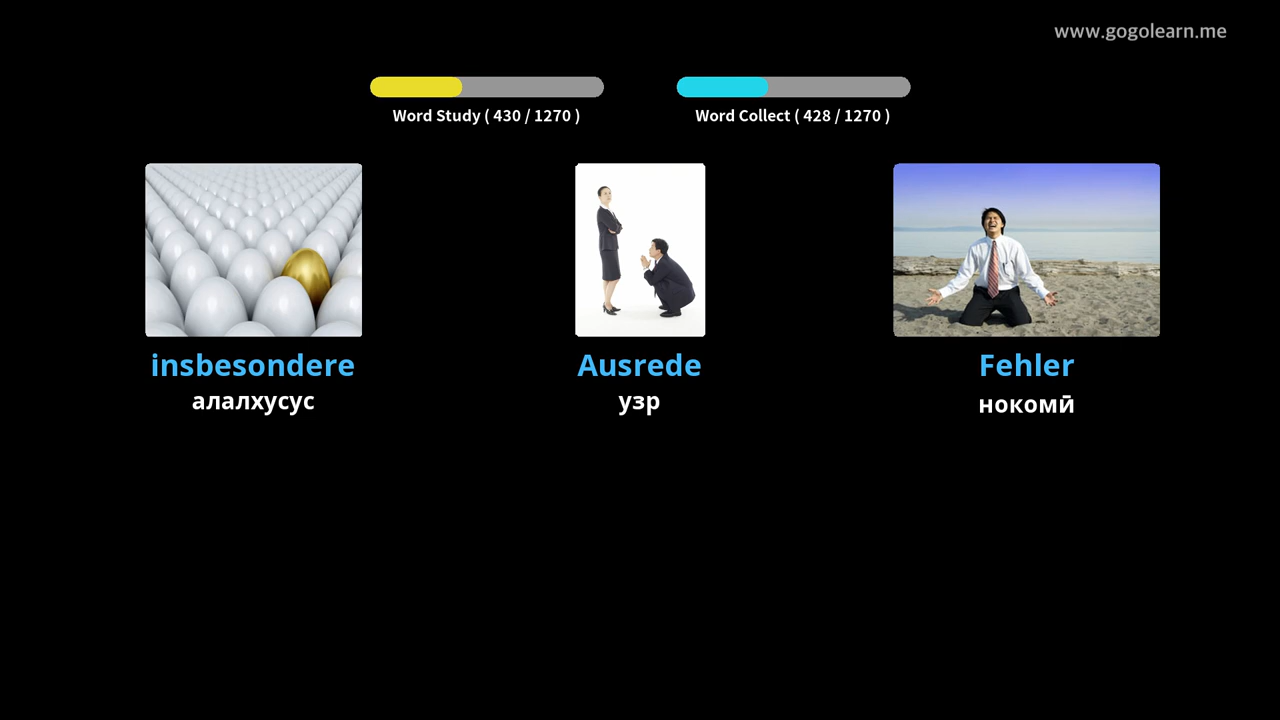 www.gogolearn.me
Word Study ( 430 / 1270 )
Word Collect ( 428 / 1270 )
insbesondere
алалхусус
Ausrede
узр
Fehler
нокомӣ